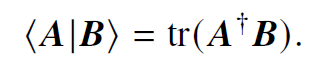 ⟨A|B⟩ = tr(A†B).